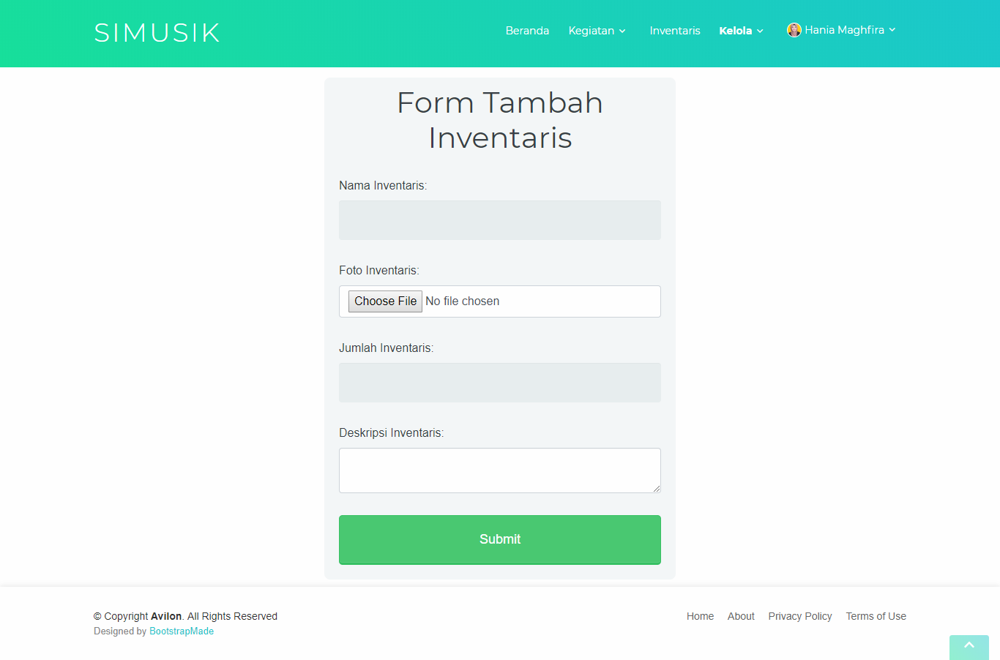 SIMUSIK
Beranda Kegiatan Inventaris Kelola Hania Maghfira
Form Tambah
Inventaris
Nama Inventaris:
Foto Inventaris:
Choose File No file chosen
Jumlah Inventaris:
Deskripsi Inventaris:
Submit
© Copyright Avilon. All Rights Reserved
Designed by BootstrapMade
Home About Privacy Policy Terms of Use